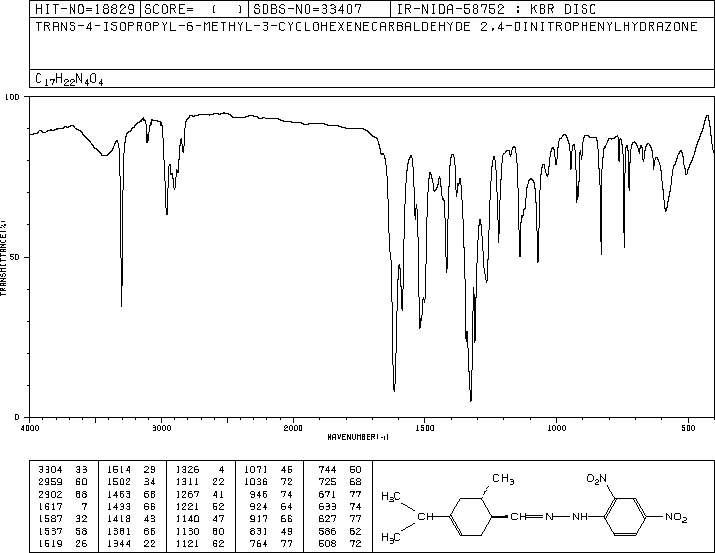 HIT-NO=18829 SCORE= ( ) SDBS-NO=33407 IR-NIDA-58752 : KBR DISC
TRANS-4-ISOPROPYL-6-METHYL-3-CYCLOHEXENECARBALDEHYDE 2,4-DINITROPHENYLHYDRAZONE
C17H22N4O4
100
50
0
TRANSMITTANCE(%)
4000 3000 2000 1500 1000 500
WAVENUMBER(-1)
3304 33 1514 29 1326 4 1071 46 744 50
2959 60 1502 34 1311 22 1036 72 725 68
2902 68 1463 66 1267 41 946 74 671 77
1617 7 1433 66 1221 52 924 64 633 74
1587 32 1418 43 1140 47 917 66 627 77
1537 58 1381 66 1130 60 831 49 586 62
1519 26 1344 22 1121 62 764 77 508 72
CH3
O2N
H3C
CH
CH=N-NH
NO2
H3C